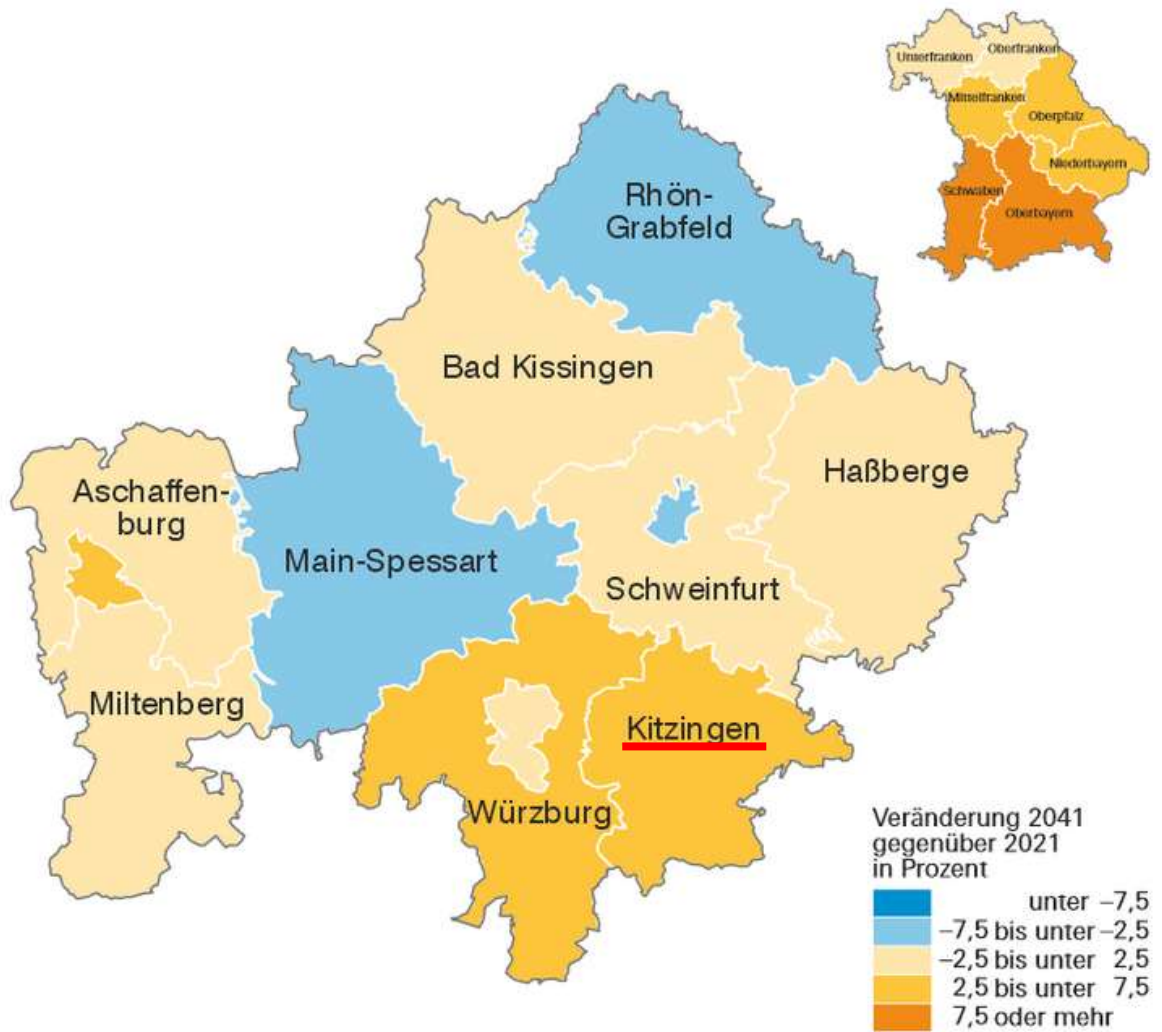 Unterfranken
Oberfranken
Mittelfranken
Oberpfalz
Niederbayern
Schwaben
Oberbayern
Rhön-
Grabfeld
Bad Kissingen
Haßberge
Aschaffen-
burg
Main-Spessart
Schweinfurt
Miltenberg
Kitzingen
Würzburg
Veränderung 2041
gegenüber 2021
in Prozent
unter –7,5
–7,5 bis unter –2,5
–2,5 bis unter 2,5
2,5 bis unter 7,5
7,5 oder mehr